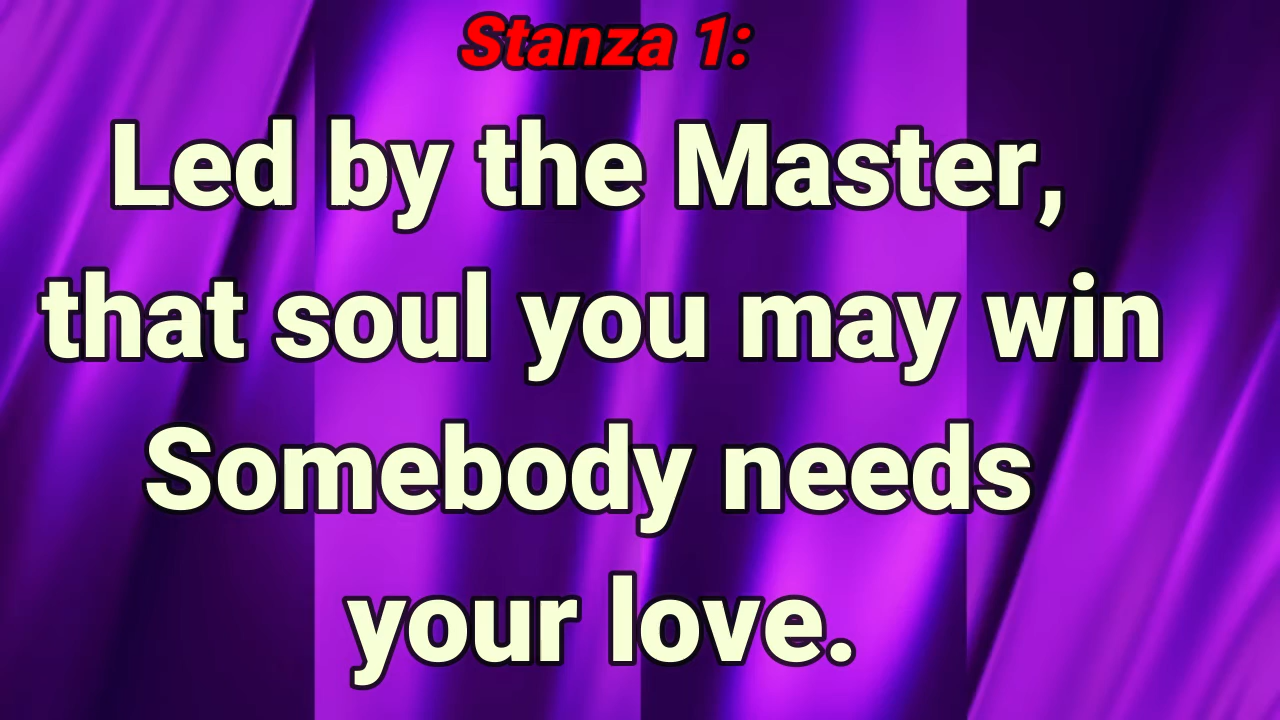 Stanza 1:
Led by the Master,
that soul you may win
Somebody needs
your love.